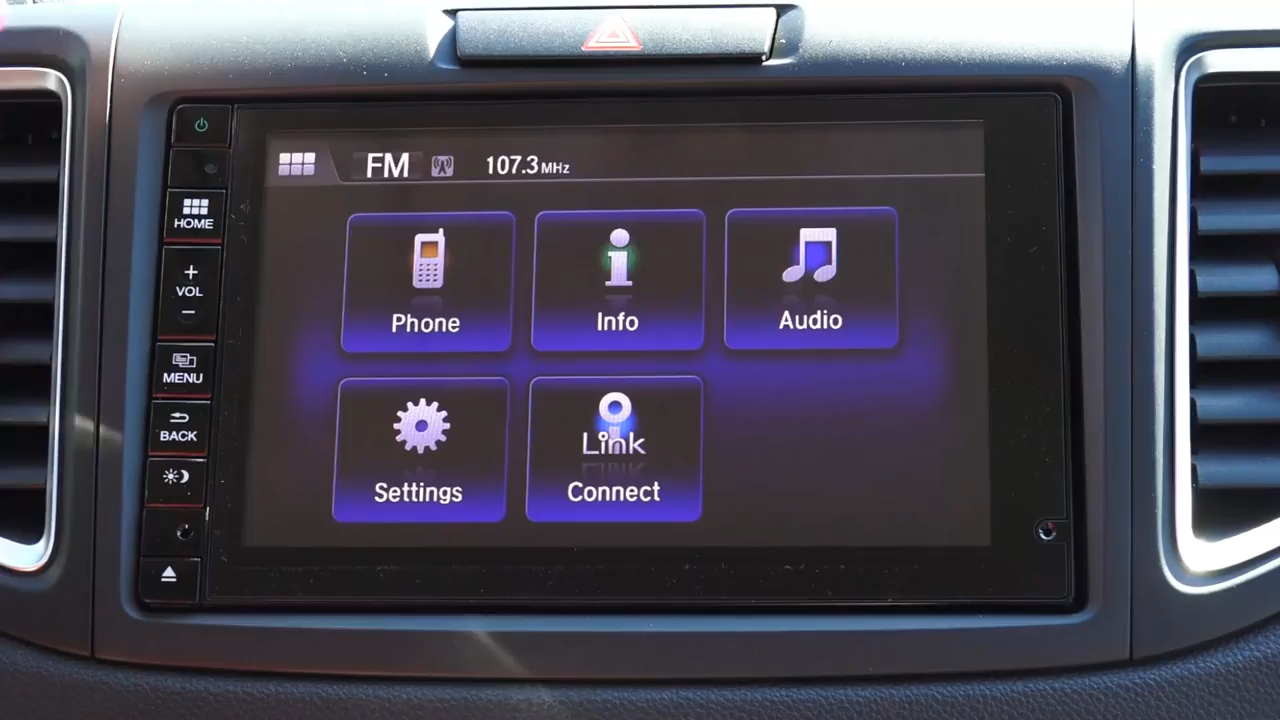 FM 107.3 MHz
HOME
+
VOL
−
MENU
BACK
Phone
Info
Audio
Link
Settings
Connect